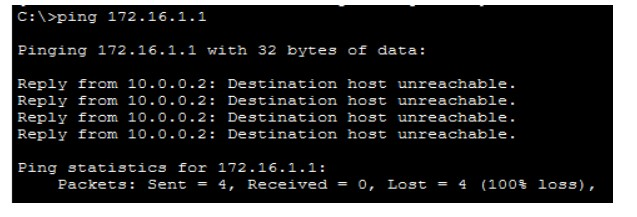 C:\>ping 172.16.1.1
Pinging 172.16.1.1 with 32 bytes of data:
Reply from 10.0.0.2: Destination host unreachable.
Reply from 10.0.0.2: Destination host unreachable.
Reply from 10.0.0.2: Destination host unreachable.
Reply from 10.0.0.2: Destination host unreachable.
Ping statistics for 172.16.1.1:
    Packets: Sent = 4, Received = 0, Lost = 4 (100% loss),